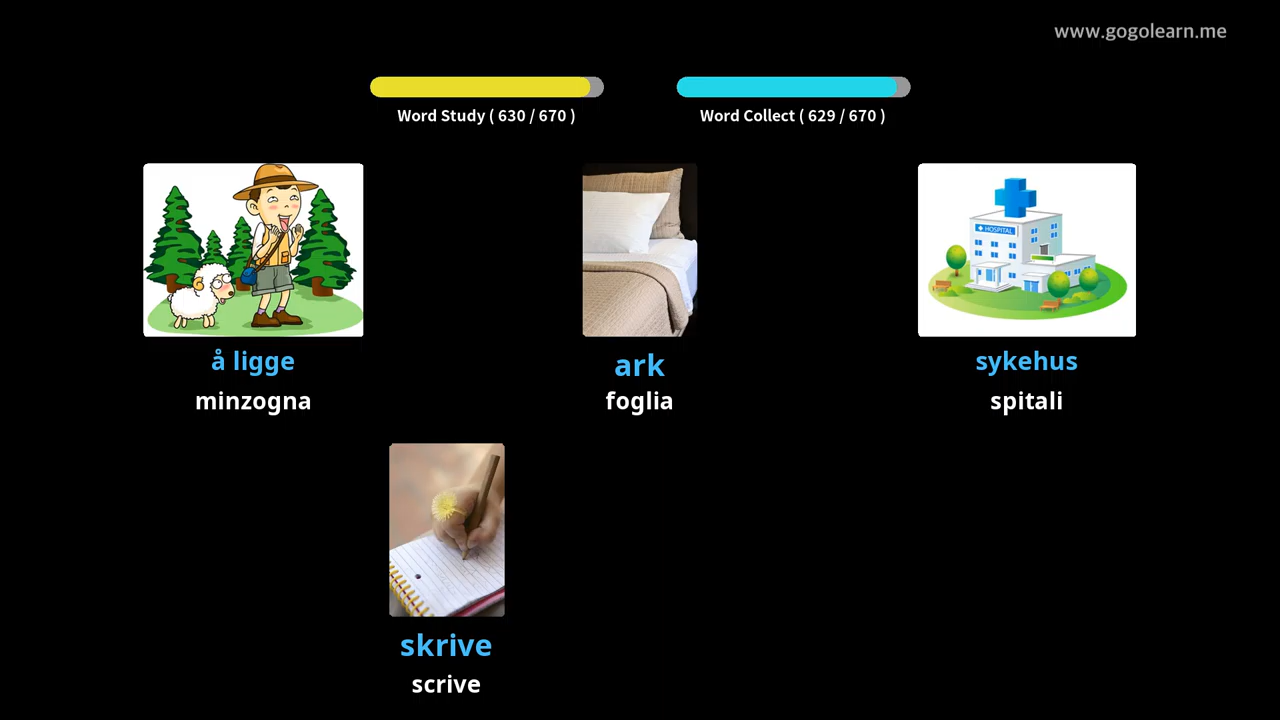 www.gogolearn.me
Word Study ( 630 / 670 )
Word Collect ( 629 / 670 )
HOSPITAL
å ligge
ark
sykehus
minzogna
foglia
spitali
skrive
scrive